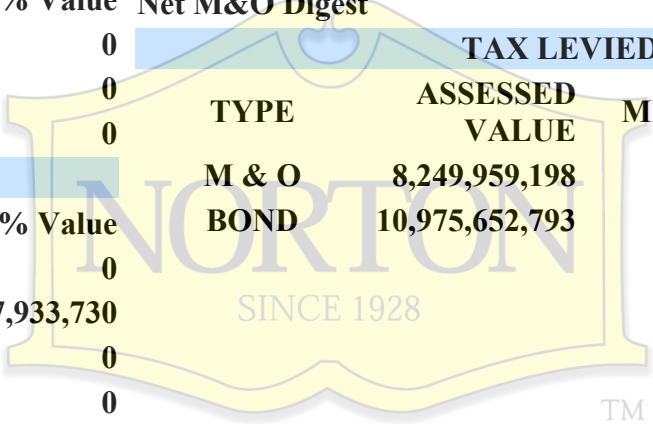 % Value Net M&O Digest
0
TAX LEVIED
0
TYPE ASSESSED VALUE
0
M & O 8,249,959,198
% Value BOND 10,975,652,793
NORTON
0
SINCE 1928
7,933,730
0
0
TM